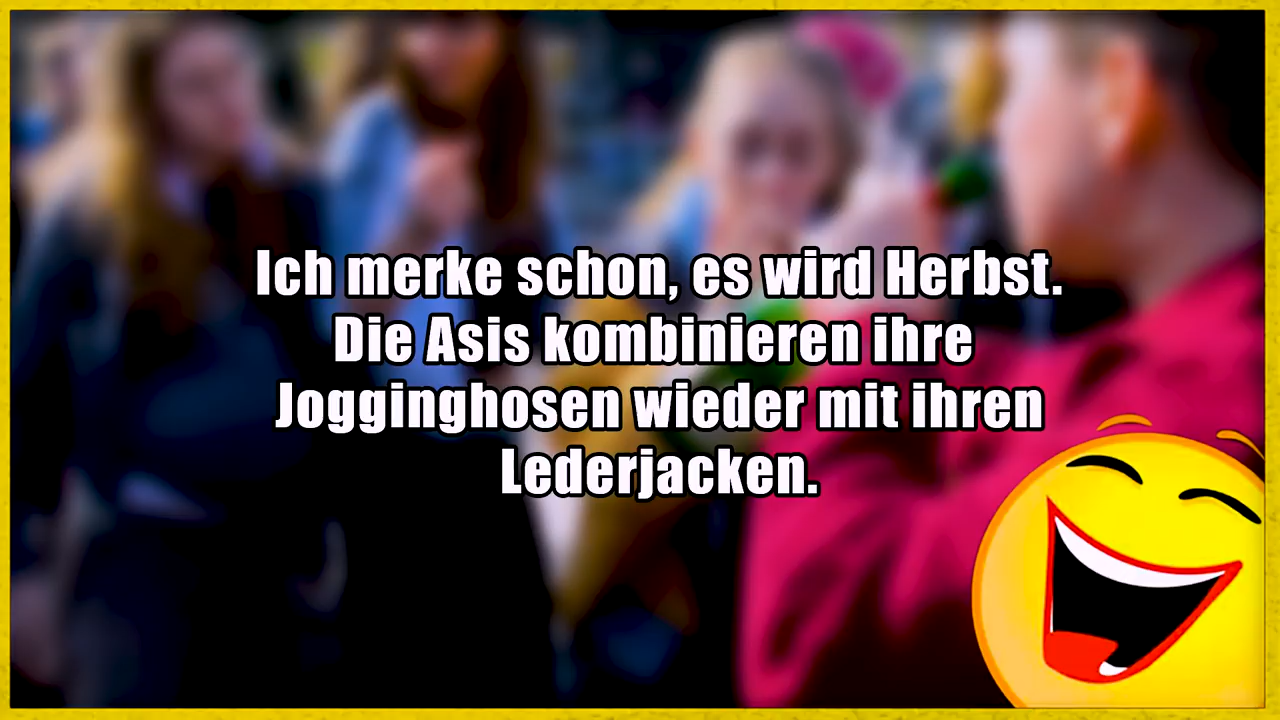 Ich merke schon, es wird Herbst.
Die Asis kombinieren ihre
Jogginghosen wieder mit ihren
Lederjacken.